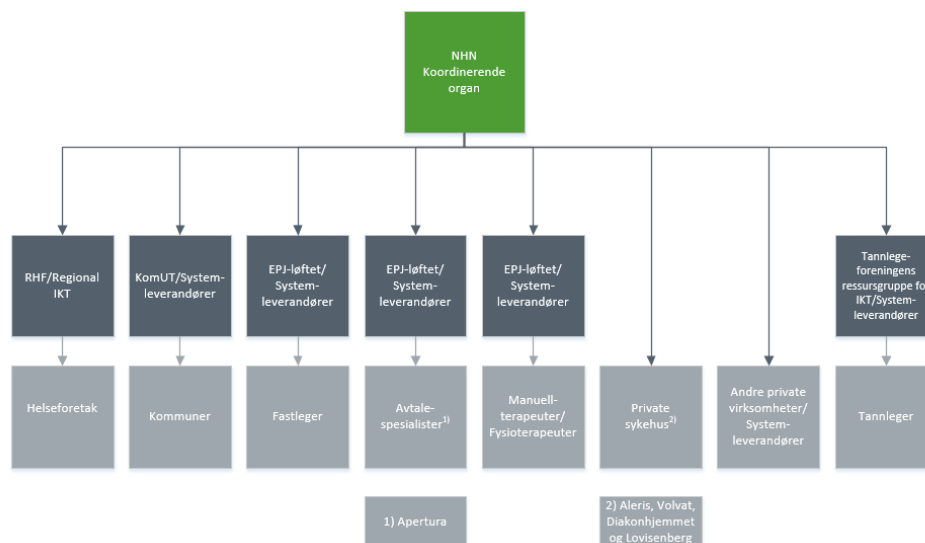 NHN
Koordinerende
organ
RHF/Regional
IKT
KomUT/System-
leverandører
EPJ-løftet/
System-
leverandører
EPJ-løftet/
System-
leverandører
EPJ-løftet/
System-
leverandører
Tannlege-
foreningens
ressursgruppe fo
IKT/System-
leverandører
Helseforetak
Kommuner
Fastleger
Avtale-
spesialister1)
Manuell-
terapeuter/
Fysioterapeuter
Private
sykehus2)
Andre private
virksomheter/
System-
leverandører
Tannleger
1) Apertura
2) Aleris, Volvat,
Diakonhjemmet
og Lovisenberg